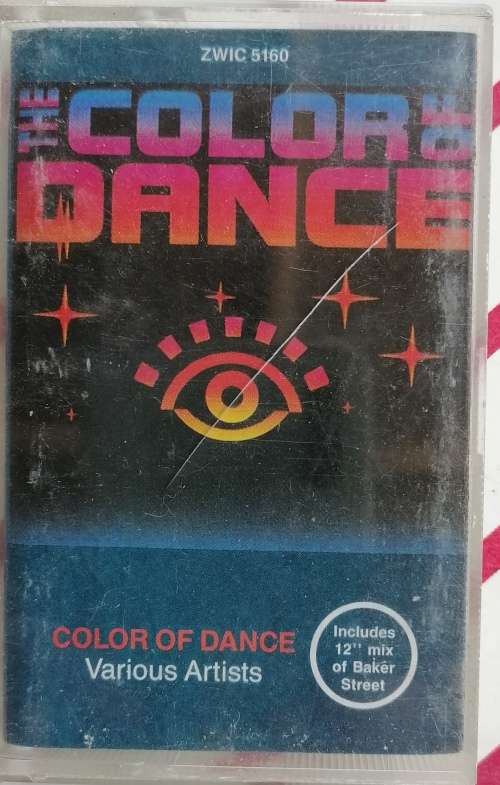 ZWIC 5160
THE COLOR OF
DANCE
COLOR OF DANCE
Various Artists
Includes
12" mix
of Baker
Street